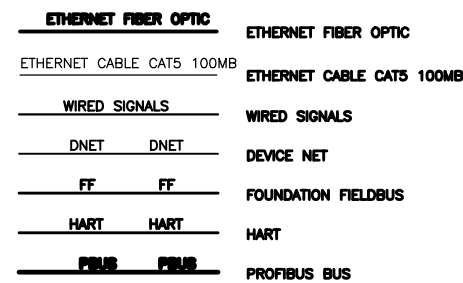 ETHERNET FIBER OPTIC ETHERNET FIBER OPTIC
ETHERNET CABLE CAT5 100MB ETHERNET CABLE CAT5 100MB
WIRED SIGNALS WIRED SIGNALS
DNET DNET DEVICE NET
FF FF FOUNDATION FIELDBUS
HART HART HART
PBUS PBUS PROFIBUS BUS